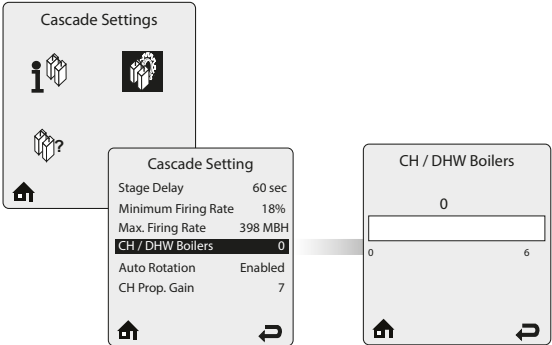 Cascade Settings
i
?
Cascade Setting
Stage Delay 60 sec
Minimum Firing Rate 18%
Max. Firing Rate 398 MBH
CH / DHW Boilers 0
Auto Rotation Enabled
CH Prop. Gain 7
CH / DHW Boilers
0
0 6